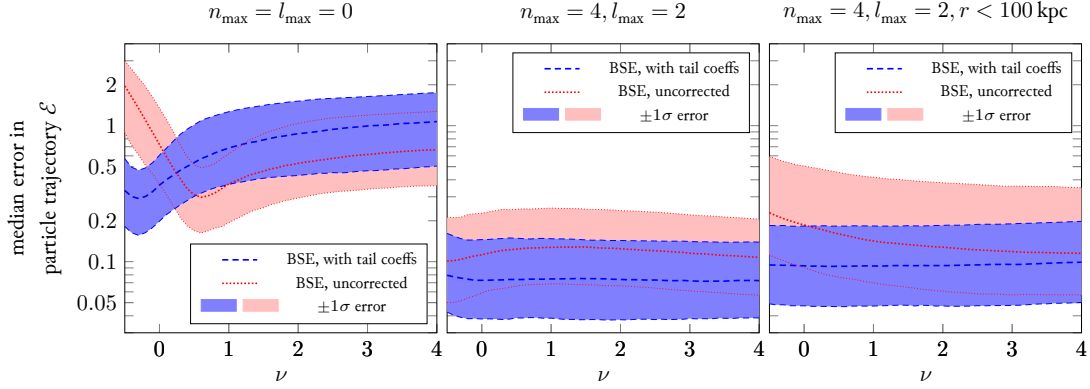 n_max = l_max = 0
n_max = 4, l_max = 2
n_max = 4, l_max = 2, r < 100 kpc
median error in
particle trajectory ℰ
2
1
0.5
0.2
0.1
0.05
BSE, with tail coeffs
BSE, uncorrected
±1σ error
0 1 2 3 4
ν
BSE, with tail coeffs
BSE, uncorrected
±1σ error
0 1 2 3 4
ν
BSE, with tail coeffs
BSE, uncorrected
±1σ error
0 1 2 3 4
ν